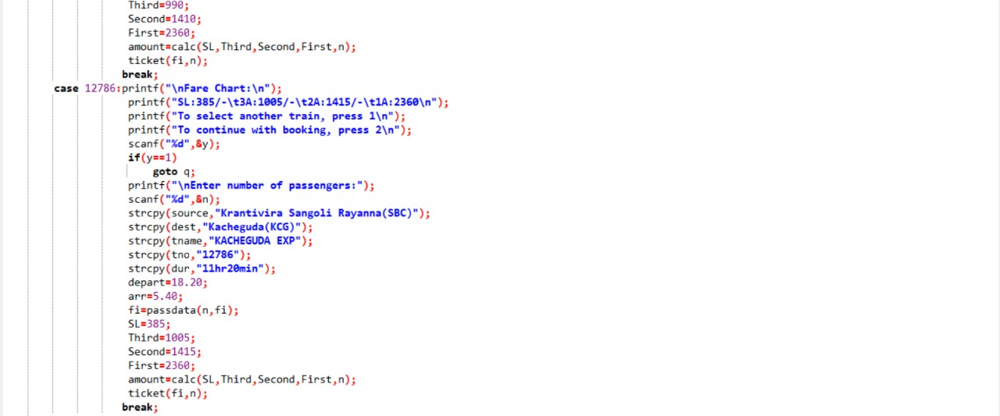 Third=990;
Second=1410;
First=2360;
amount=calc(SL,Third,Second,First,n);
ticket(fi,n);
break;
case 12786:printf("\nFare Chart:\n");
printf("SL:385/-\t3A:1005/-\t2A:1415/-\t1A:2360\n");
printf("To select another train, press 1\n");
printf("To continue with booking, press 2\n");
scanf("%d",&y);
if(y==1)
goto q;
printf("\nEnter number of passengers:");
scanf("%d",&n);
strcpy(source,"Krantivira Sangoli Rayanna(SBC)");
strcpy(dest,"Kacheguda(KCG)");
strcpy(tname,"KACHEGUDA EXP");
strcpy(tno,"12786");
strcpy(dur,"11hr20min");
depart=18.20;
arr=5.40;
fi=passdata(n,fi);
SL=385;
Third=1005;
Second=1415;
First=2360;
amount=calc(SL,Third,Second,First,n);
ticket(fi,n);
break;